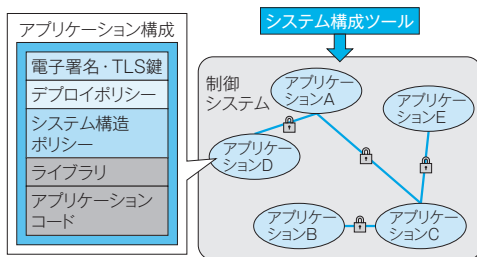 アプリケーション構成
電子署名・TLS鍵
デプロイポリシー
システム構造
ポリシー
ライブラリ
アプリケーション
コード
システム構成ツール
制御
システム
アプリケー
ションA
アプリケー
ションE
アプリケー
ションD
アプリケー
ションB
アプリケー
ションC